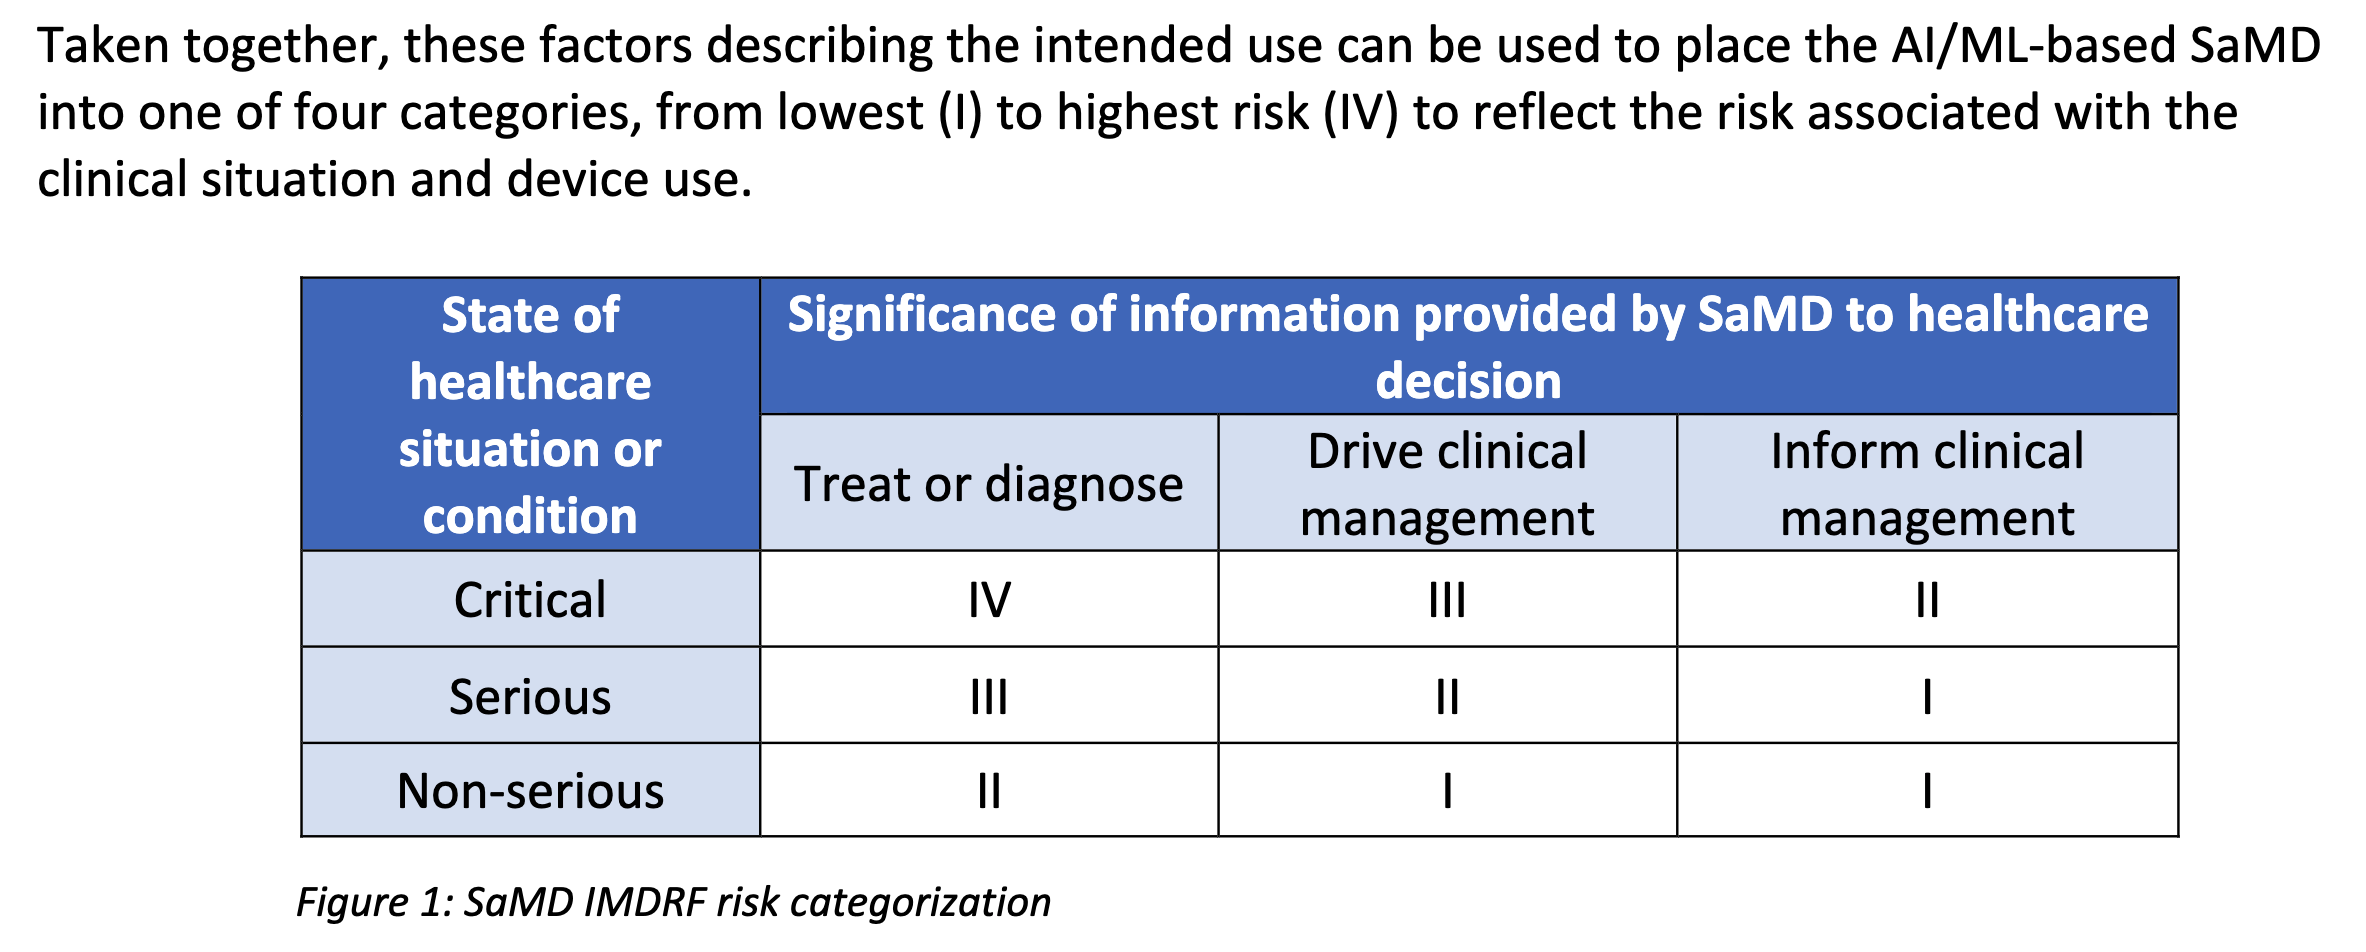 Taken together, these factors describing the intended use can be used to place the AI/ML-based SaMD
into one of four categories, from lowest (I) to highest risk (IV) to reflect the risk associated with the
clinical situation and device use.
State of
healthcare
situation or
condition
Significance of information provided by SaMD to healthcare
decision
Treat or diagnose
Drive clinical
management
Inform clinical
management
Critical
IV
III
II
Serious
III
II
I
Non-serious
II
I
I
Figure 1: SaMD IMDRF risk categorization